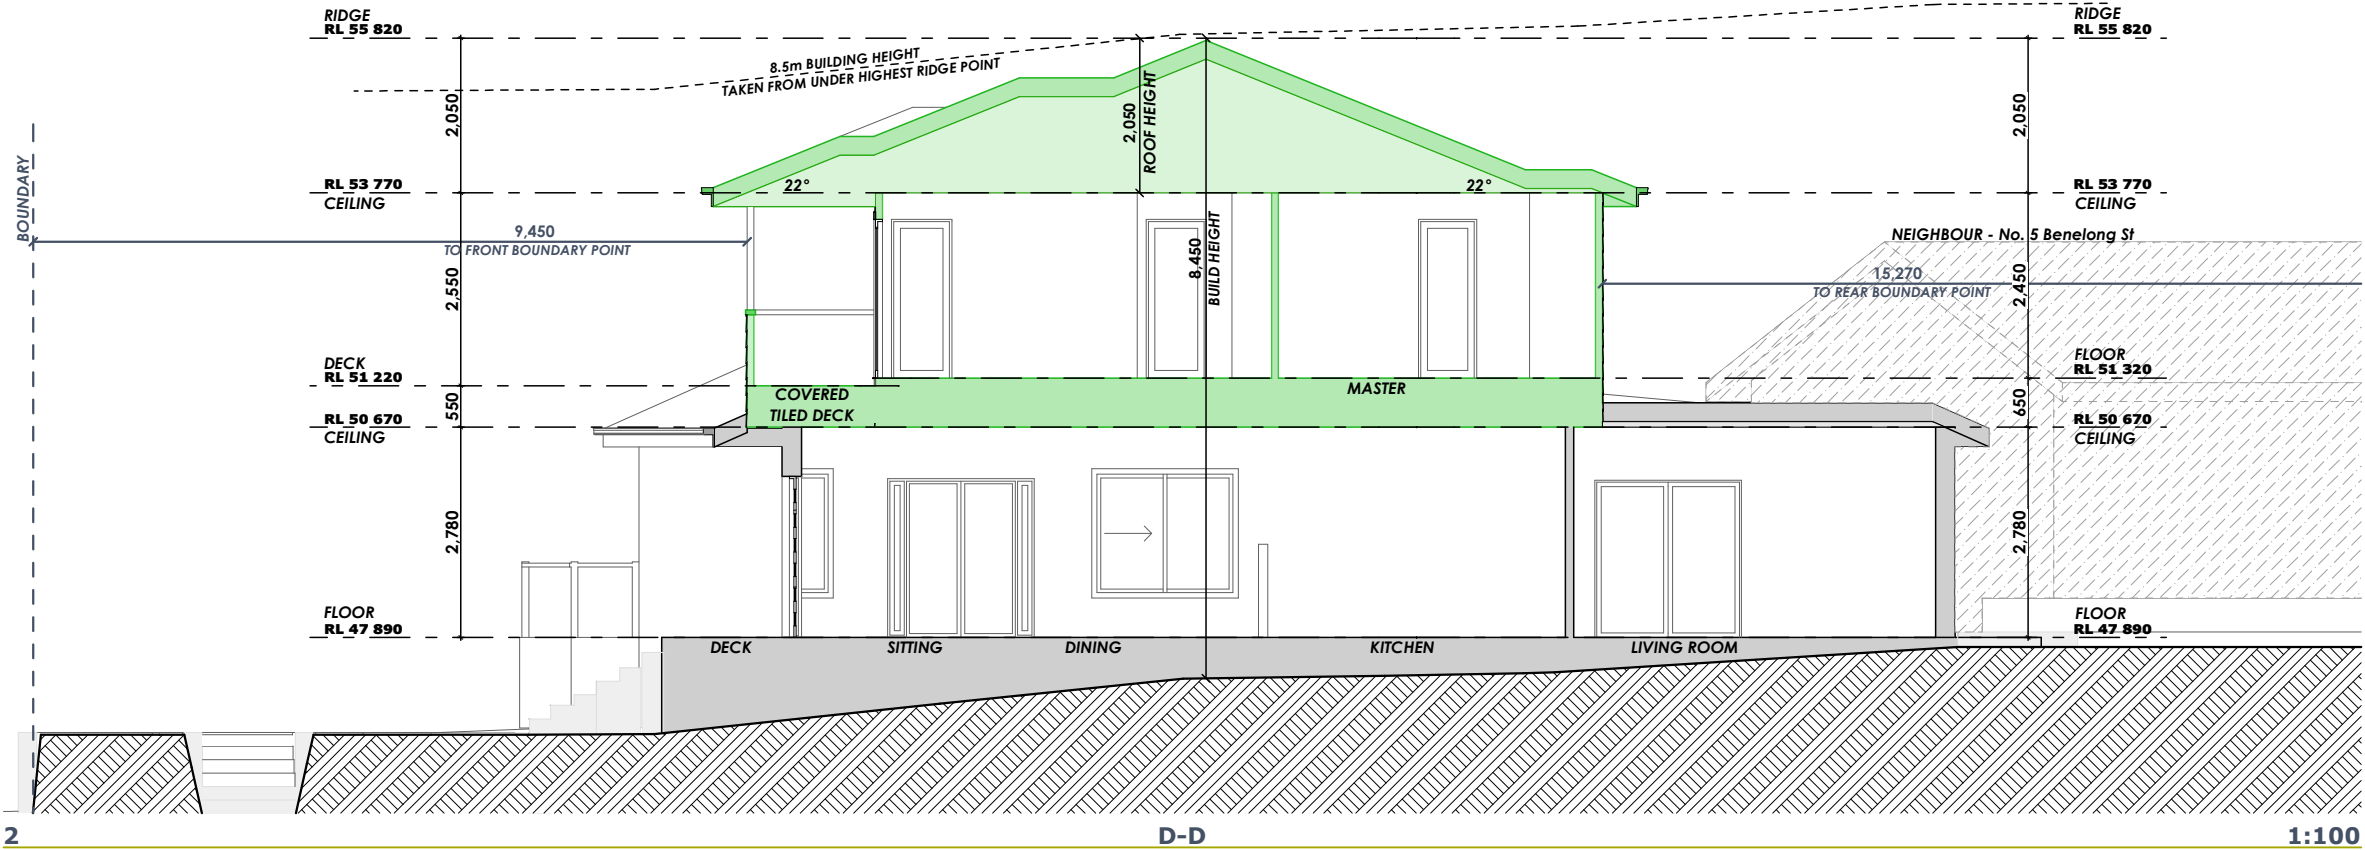 RIDGE
RL 55 820
RIDGE
RL 55 820
8.5m BUILDING HEIGHT
TAKEN FROM UNDER HIGHEST RIDGE POINT
2,050
2,050
ROOF HEIGHT
2,050
BOUNDARY
RL 53 770
CEILING
22°
22°
RL 53 770
CEILING
9,450
TO FRONT BOUNDARY POINT
2,550
8,450
BUILD HEIGHT
NEIGHBOUR - No. 5 Benelong St
15,270
TO REAR BOUNDARY POINT
2,450
DECK
RL 51 220
FLOOR
RL 51 320
COVERED
TILED DECK
MASTER
550
650
RL 50 670
CEILING
RL 50 670
CEILING
2,780
2,780
FLOOR
RL 47 890
FLOOR
RL 47 890
DECK
SITTING
DINING
KITCHEN
LIVING ROOM
2
D-D
1:100